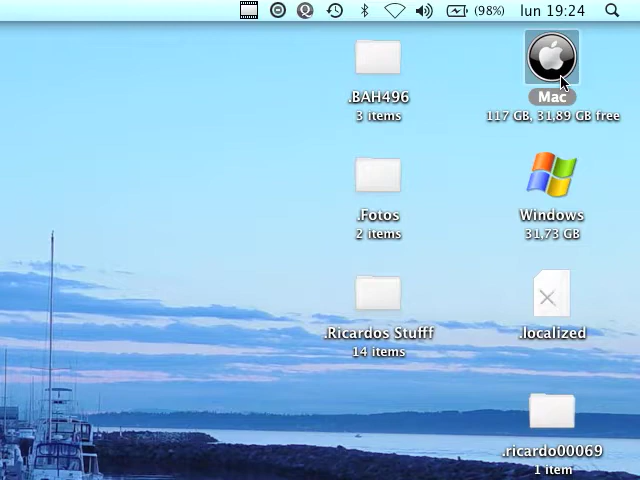 (98%) lun 19:24
.BAH496
3 items
Mac
117 GB, 31,89 GB free
.Fotos
2 items
Windows
31,73 GB
.Ricardos Stufff
14 items
.localized
.ricardo00069
1 item